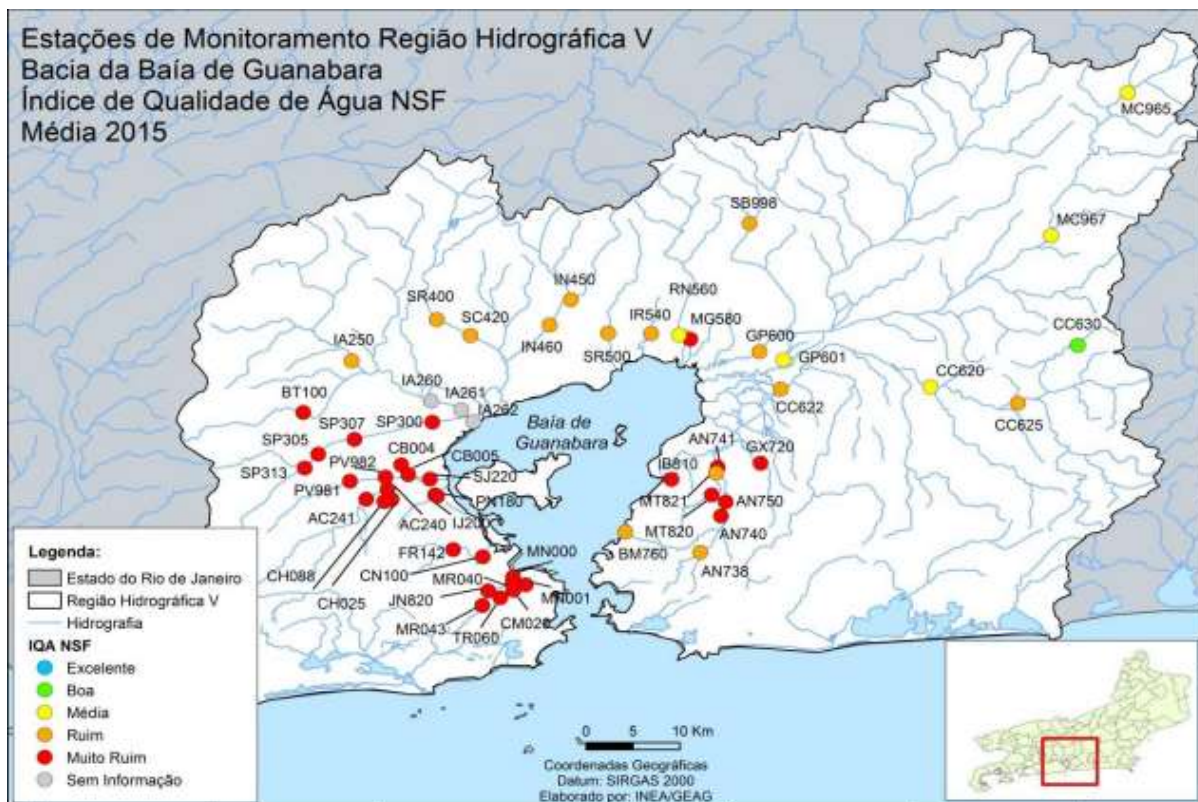 Estações de Monitoramento Região Hidrográfica V
Bacia da Baía de Guanabara
Índice de Qualidade de Água NSF
Média 2015
MC965
SB998
MC967
IN450
RN560
SR400
SC420
IR540
MG580
IN460
SR500
GP600
CC630
IA250
GP601
IA260
IA261
IA262
CC620
CC622
CC625
BT100
SP307
SP300
Baía de
Guanabara
SP305
CB004
CB005
AN741
GX720
SP313
PV982
SJ220
IB810
PV981
PN180
MT821
AN750
AC241
AC240
IJ200
MT820
AN740
FR142
MN000
BM760
AN738
CH088
CN100
MR040
MN001
CH025
JN820
MR043
CM020
TR060
Legenda:
Estado do Rio de Janeiro
Região Hidrográfica V
Hidrografia
IQA NSF
Excelente
Boa
Média
Ruim
Muito Ruim
Sem Informação
0 5 10 Km
Coordenadas Geográficas
Datum: SIRGAS 2000
Elaborado por: INEA/GEAG